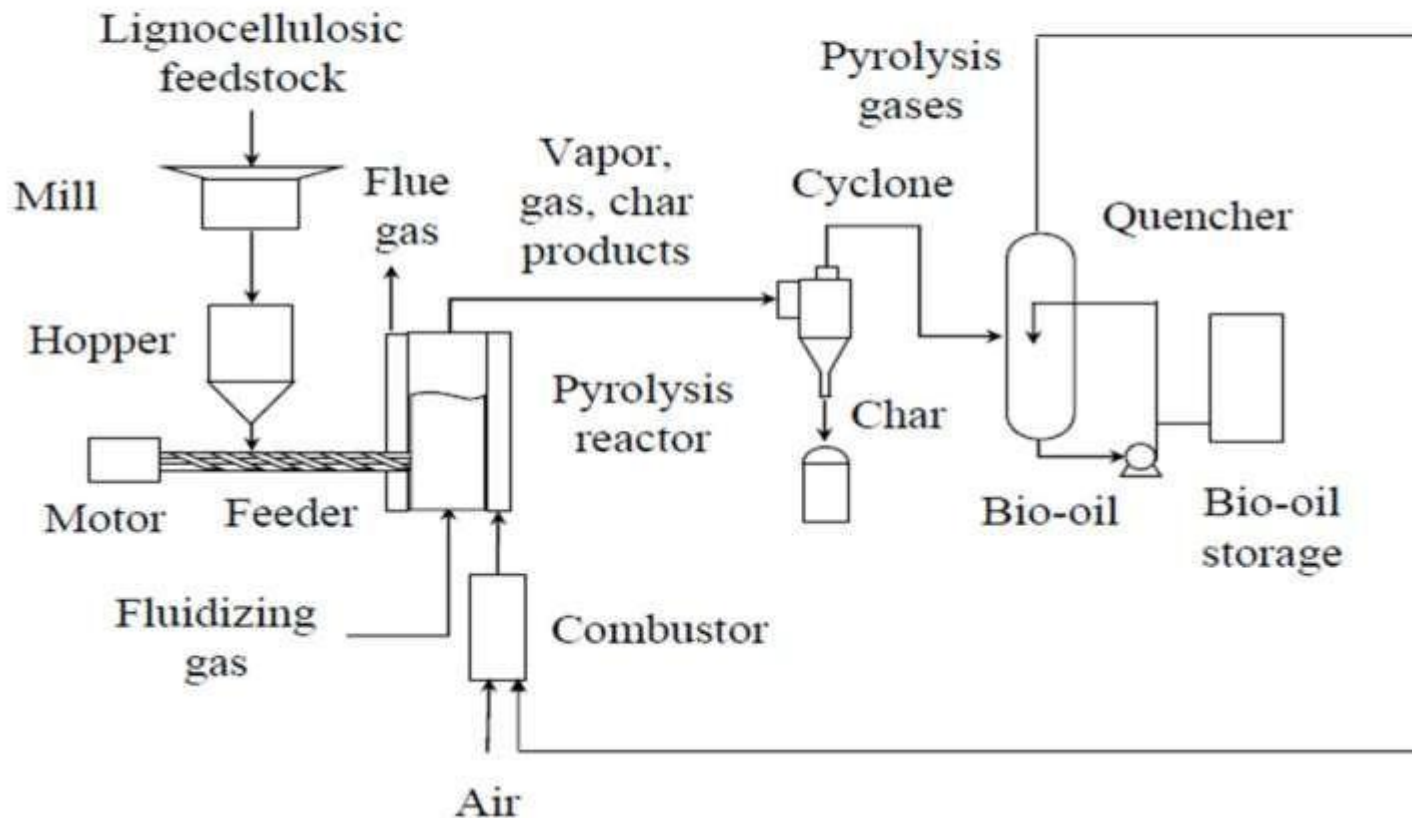 Lignocellulosic
feedstock
Mill
Flue
gas
Vapor,
gas, char
products
Pyrolysis
gases
Cyclone
Quencher
Hopper
Pyrolysis
reactor
Char
Motor
Feeder
Bio-oil
Bio-oil
storage
Fluidizing
gas
Combustor
Air